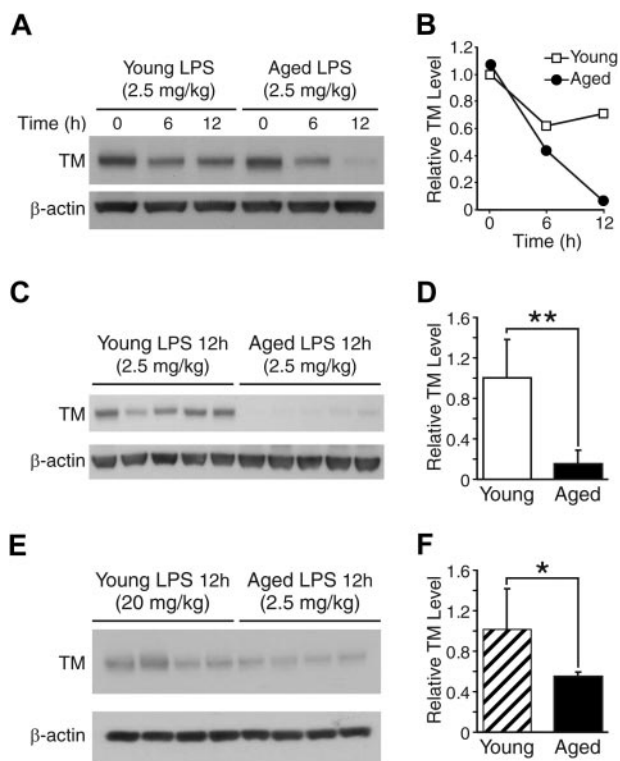 A
Young LPS
(2.5 mg/kg)
Aged LPS
(2.5 mg/kg)
Time (h) 0 6 12 0 6 12
TM
β-actin
B
Relative TM Level
1.2
1.0
0.8
0.6
0.4
0.2
0
0 6 12
Time (h)
Young
Aged
C
Young LPS 12h
(2.5 mg/kg)
Aged LPS 12h
(2.5 mg/kg)
TM
β-actin
D
Relative TM Level
1.6
1.2
0.8
0.4
0
**
Young Aged
E
Young LPS 12h
(20 mg/kg)
Aged LPS 12h
(2.5 mg/kg)
TM
β-actin
F
Relative TM Level
1.6
1.2
0.8
0.4
0
*
Young Aged